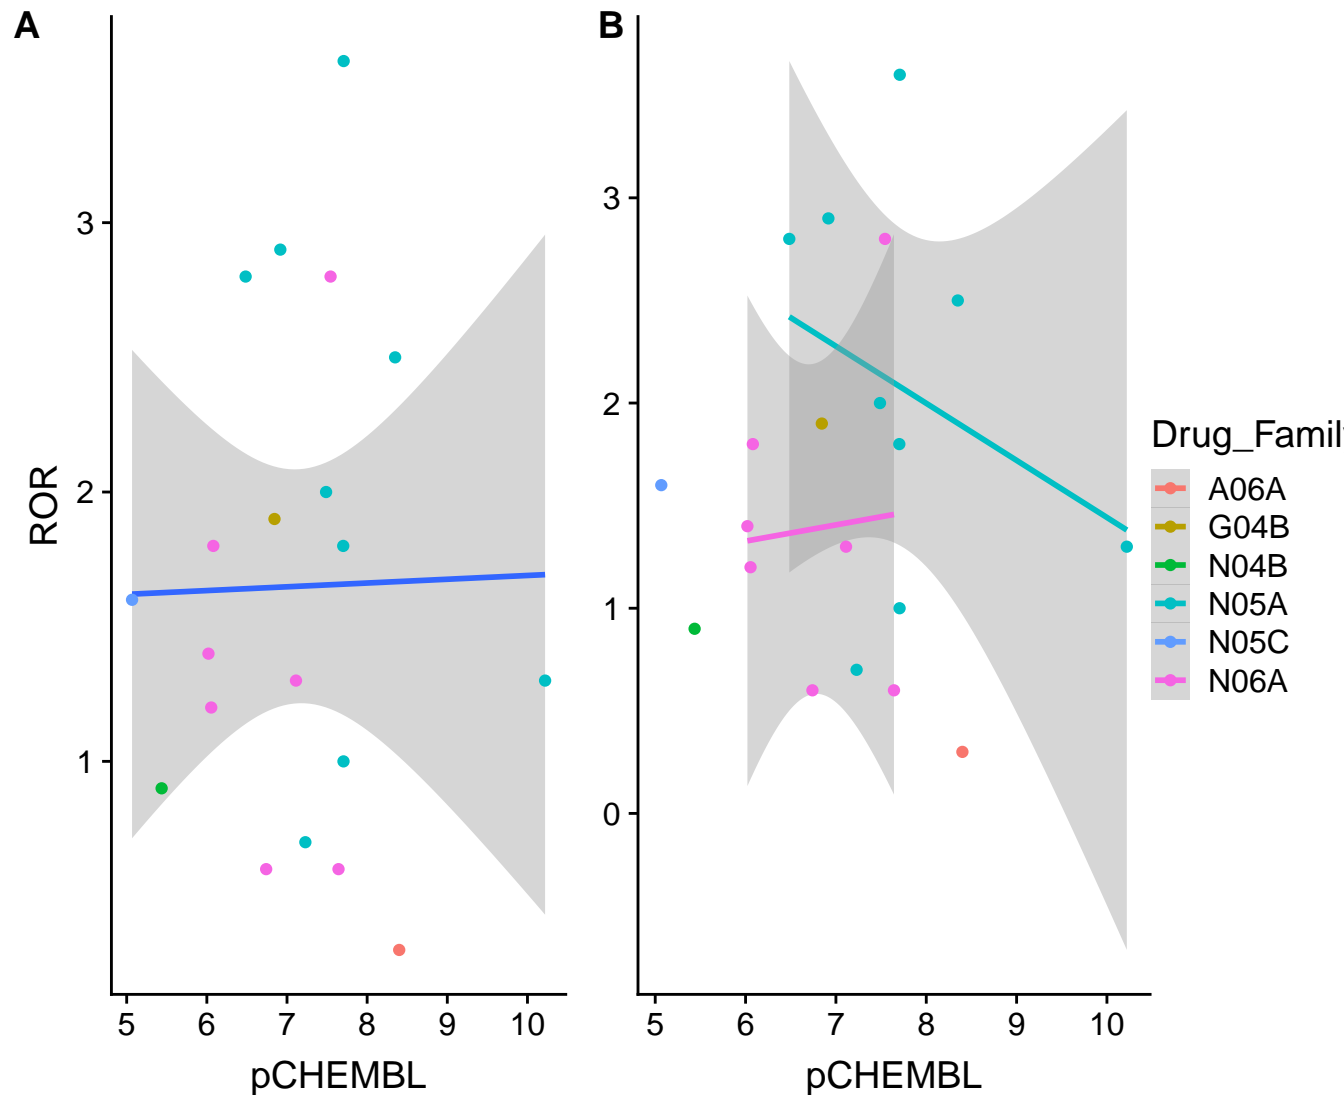 A
B
ROR
3
2
1
5 6 7 8 9 10
pCHEMBL
3
2
1
0
5 6 7 8 9 10
pCHEMBL
Drug_Famil
A06A
G04B
N04B
N05A
N05C
N06A